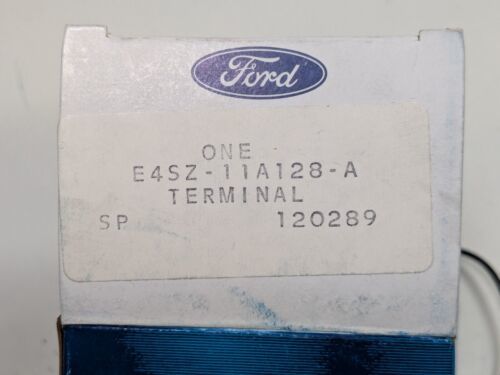 Ford
ONE
E4SZ-11A128-A
TERMINAL
SP 120289